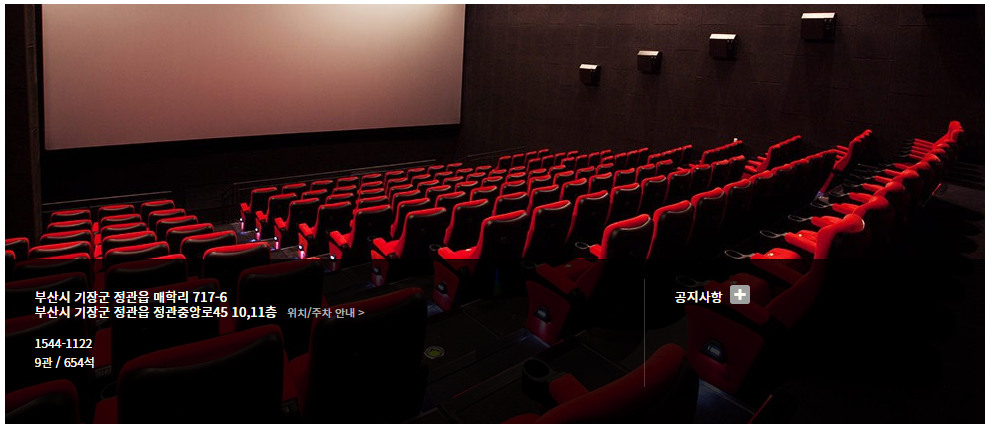 부산시 기장군 정관읍 매학리 717-6
부산시 기장군 정관읍 정관중앙로45 10,11층 위치/주차 안내 >
1544-1122
9관 / 654석
공지사항 +